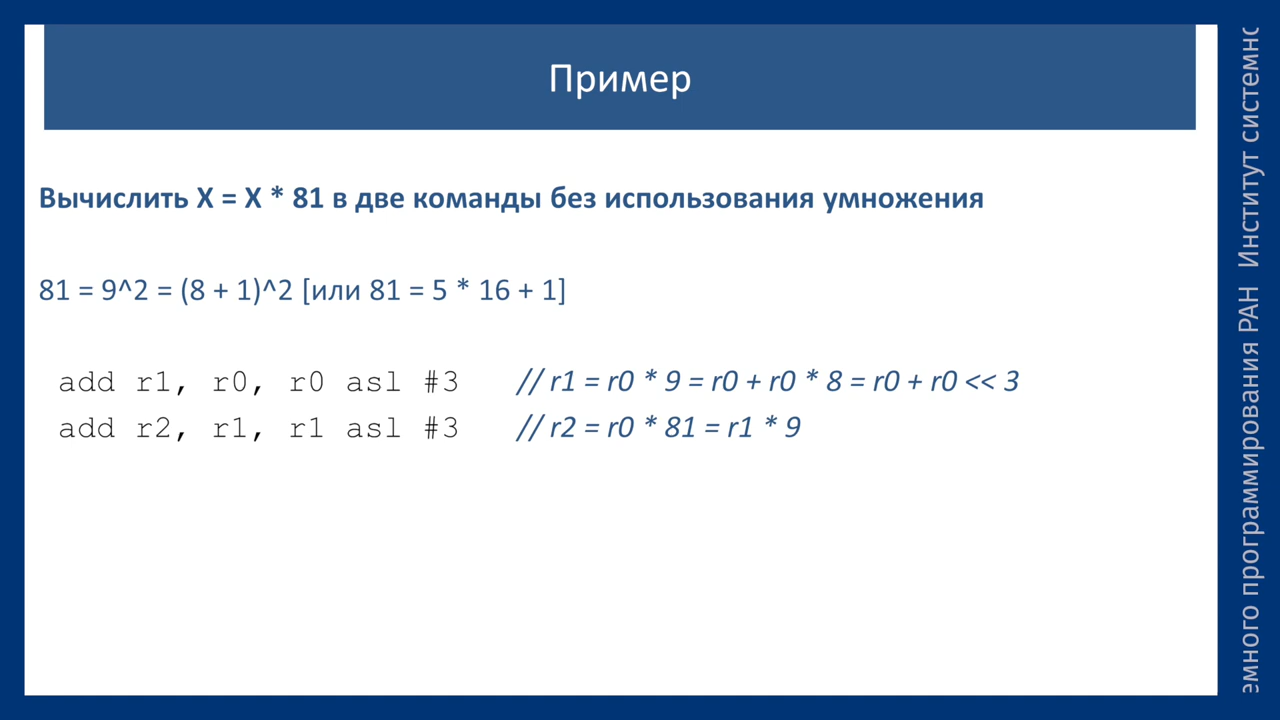 Пример
Вычислить X = X * 81 в две команды без использования умножения
81 = 9^2 = (8 + 1)^2 [или 81 = 5 * 16 + 1]
add r1, r0, r0 asl #3 // r1 = r0 * 9 = r0 + r0 * 8 = r0 + r0 << 3
add r2, r1, r1 asl #3 // r2 = r0 * 81 = r1 * 9
много программирования РАН Институт системн